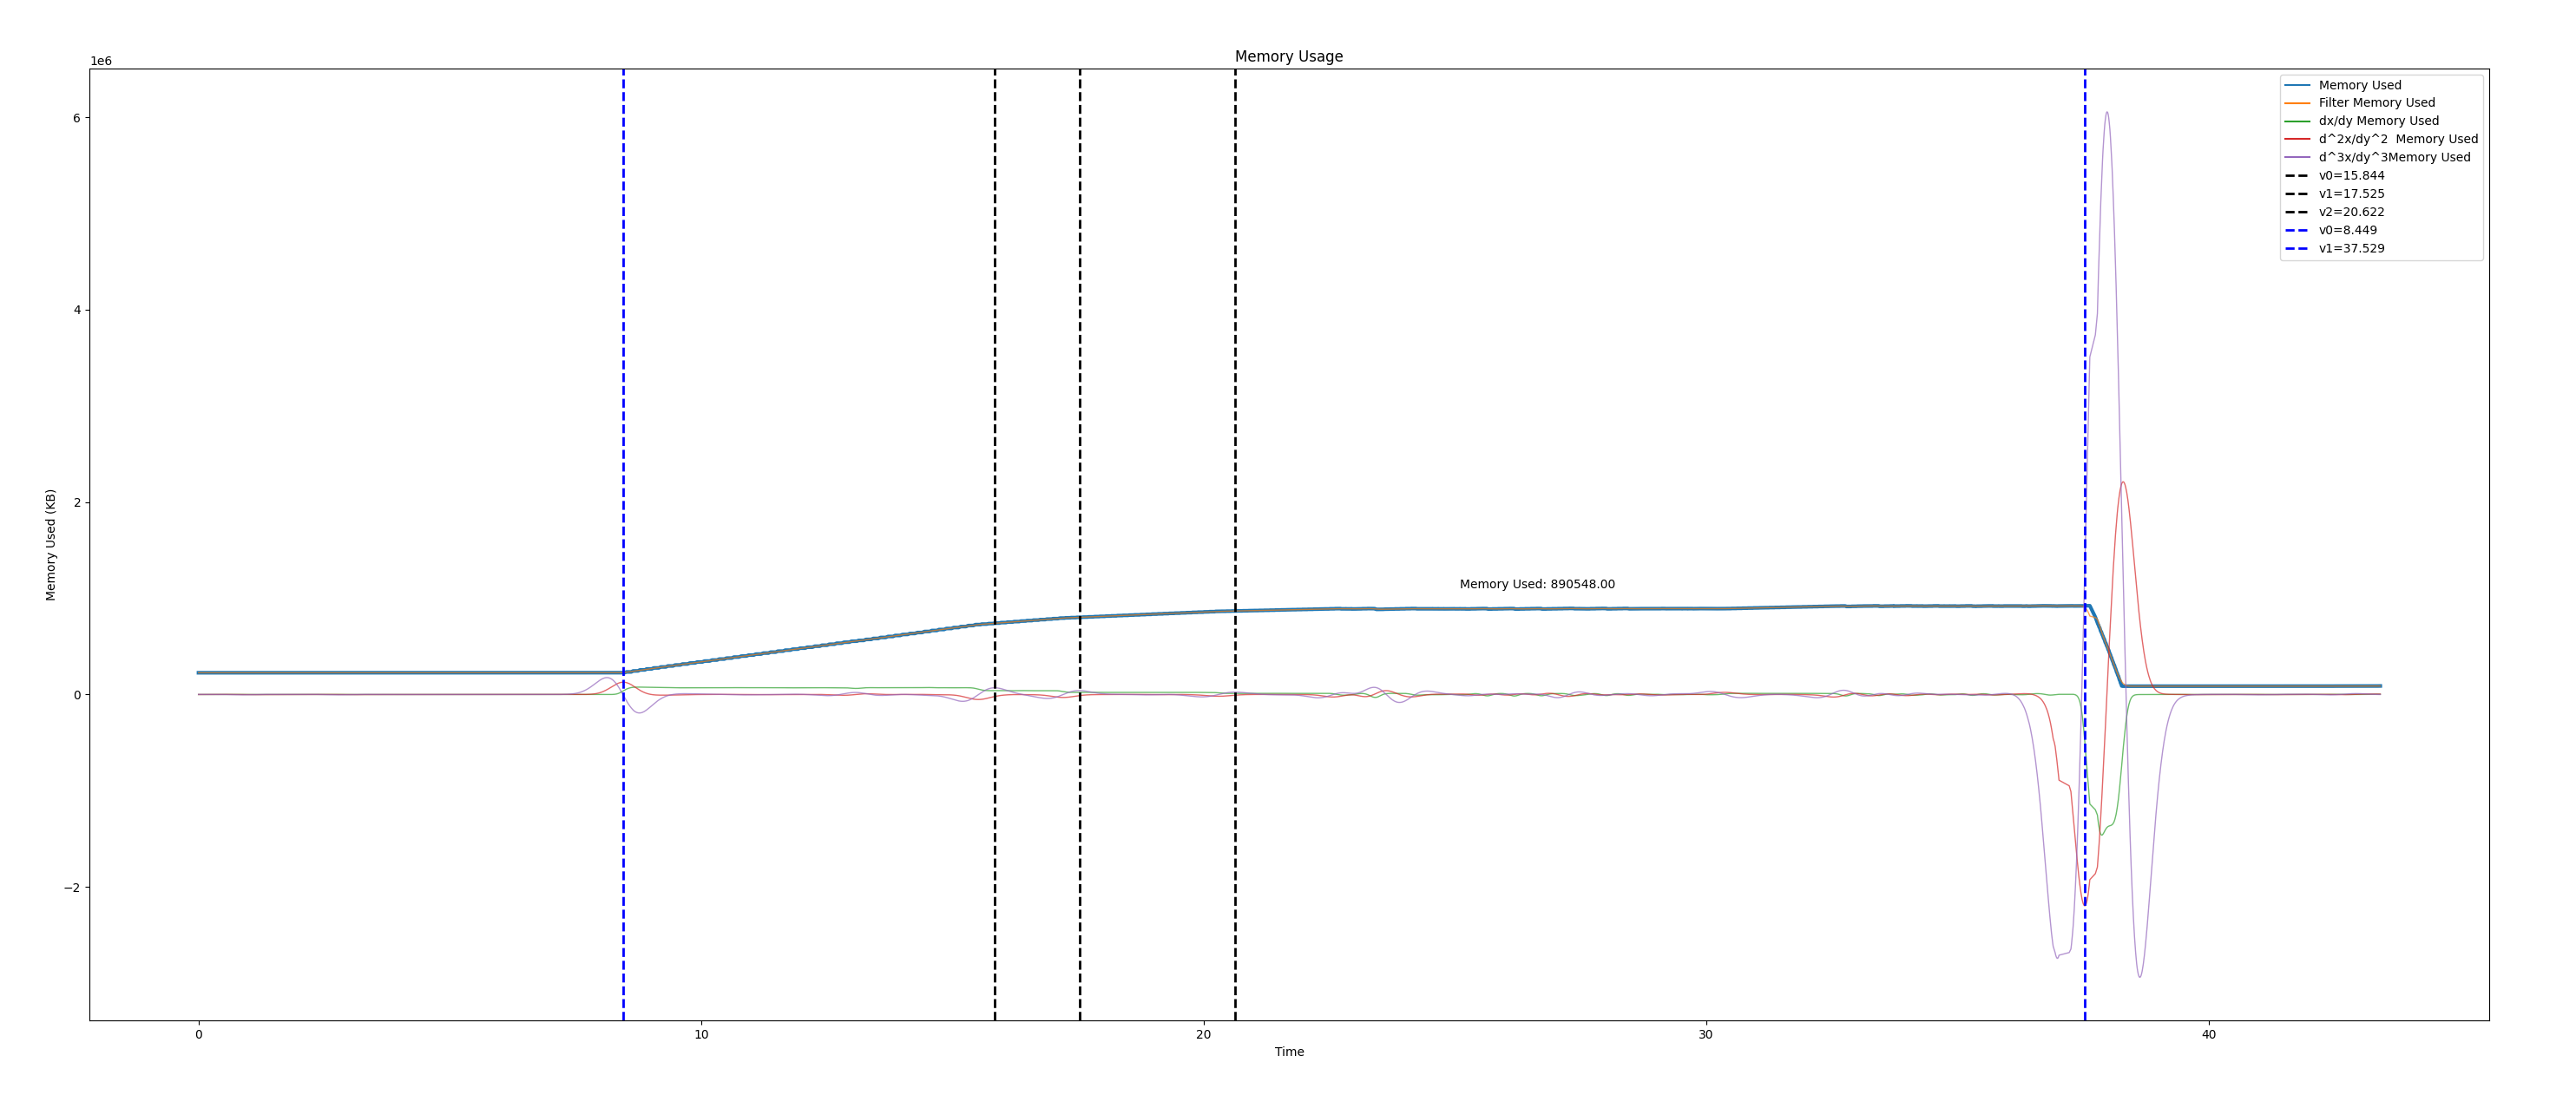 Memory Usage
1e6
6
4
2
0
−2
Memory Used (KB)
Memory Used
Filter Memory Used
dx/dy Memory Used
d^2x/dy^2  Memory Used
d^3x/dy^3Memory Used
v0=15.844
v1=17.525
v2=20.622
v0=8.449
v1=37.529
Memory Used: 890548.00
0
10
20
30
40
Time